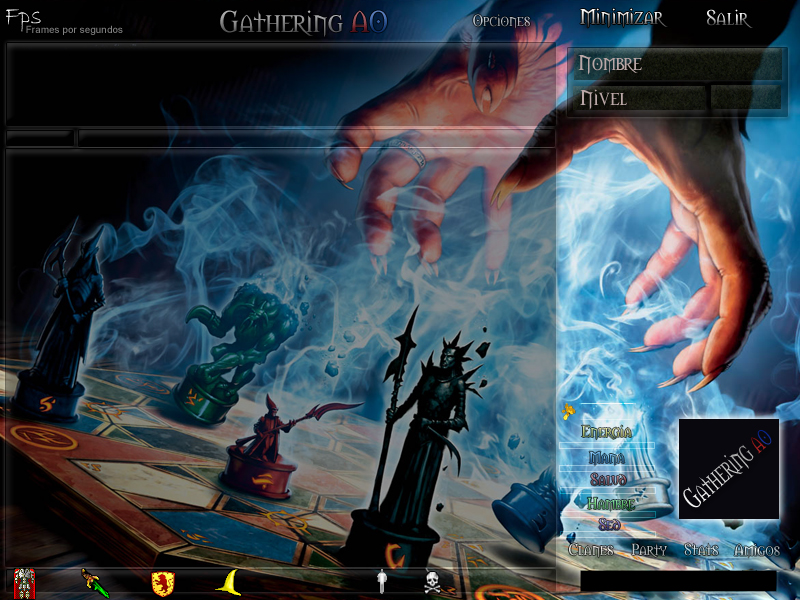 Fps
Frames por segundos
Gathering AO
Opciones
Minimizar
Salir
Nombre
Nivel
Energia
Mana
Salud
Hambre
Sed
Gathering AO
Clanes
Party
Stats
Amigos